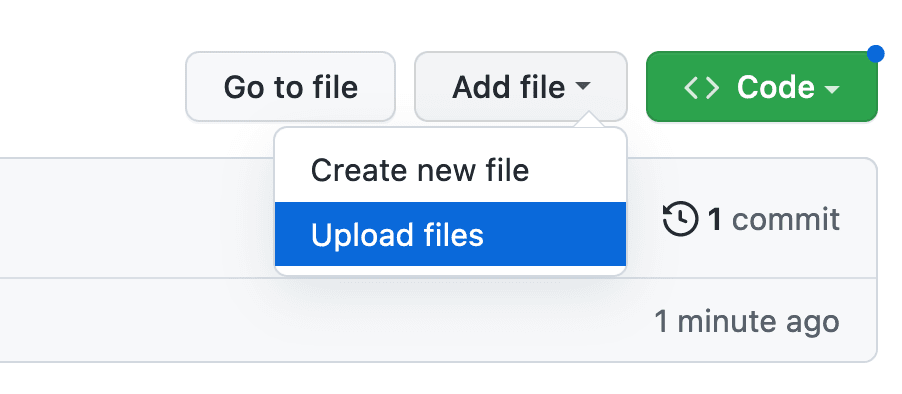 Go to file
Add file
Code
Create new file
Upload files
1 commit
1 minute ago